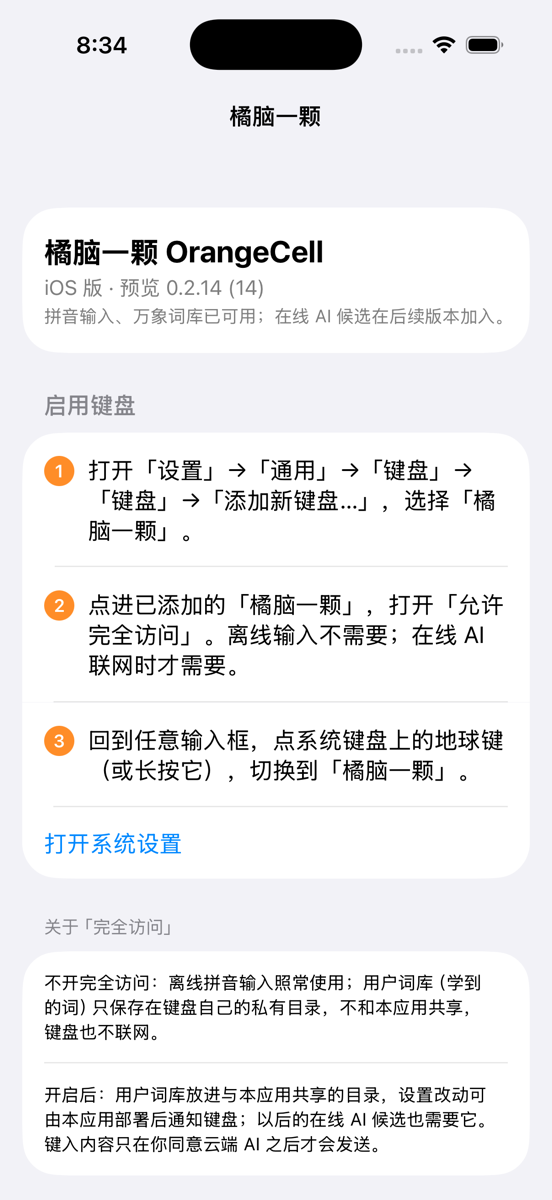 8:34
橘脑一颗
橘脑一颗 OrangeCell
iOS 版 · 预览 0.2.14 (14)
拼音输入、万象词库已可用；在线 AI 候选在后续版本加入。
启用键盘
1 打开「设置」→「通用」→「键盘」→
「键盘」→「添加新键盘…」，选择「橘
脑一颗」。
2 点进已添加的「橘脑一颗」，打开「允许
完全访问」。离线输入不需要；在线 AI
联网时才需要。
3 回到任意输入框，点系统键盘上的地球键
（或长按它），切换到「橘脑一颗」。
打开系统设置
关于「完全访问」
不开完全访问：离线拼音输入照常使用；用户词库（学到
的词）只保存在键盘自己的私有目录，不和本应用共享，
键盘也不联网。
开启后：用户词库放进与本应用共享的目录，设置改动可
由本应用部署后通知键盘；以后的在线 AI 候选也需要它。
键入内容只在你同意云端 AI 之后才会发送。